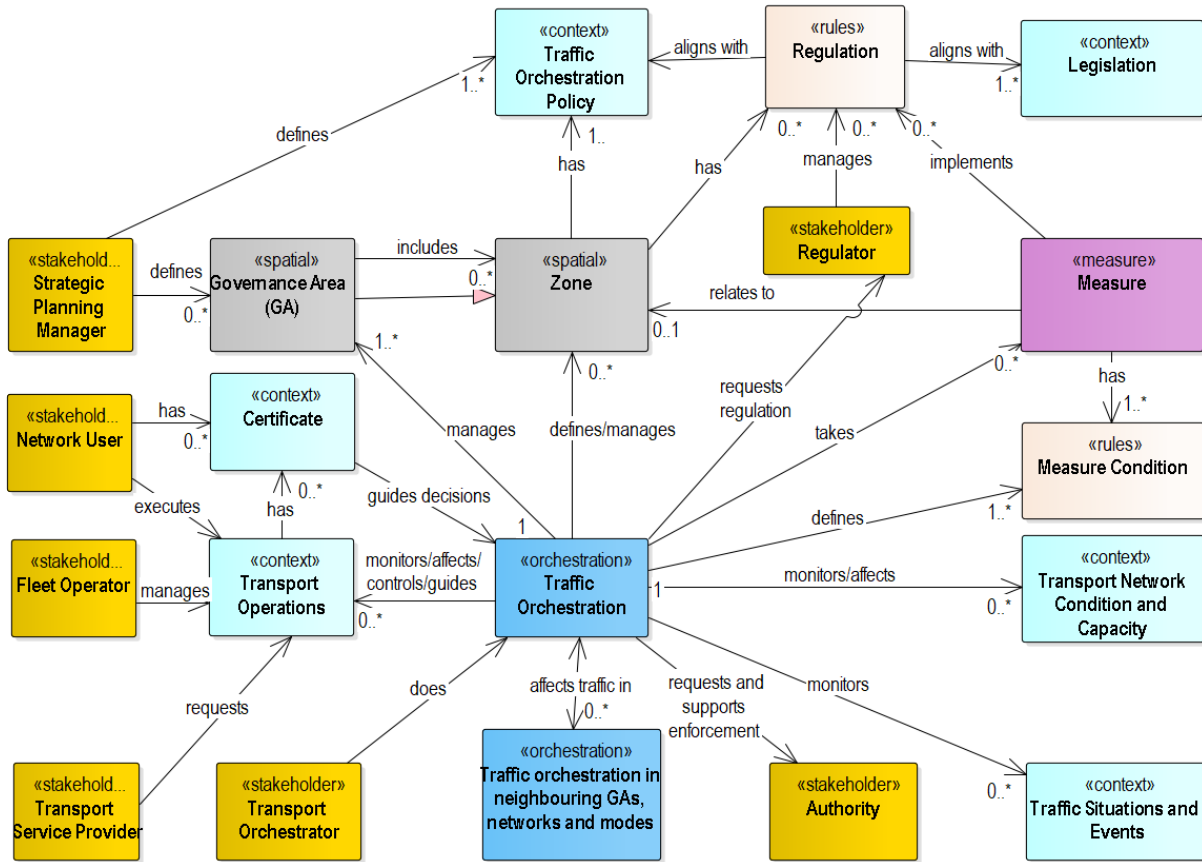 «context»
Traffic
Orchestration
Policy
1..*
1..
aligns with
«rules»
Regulation
0..*
0..*
0..*
aligns with
1..*
«context»
Legislation
defines
has
has
manages
implements
«stakehold...
Strategic
Planning
Manager
defines
0..*
«spatial»
Governance Area
(GA)
1..*
includes
0..*
«spatial»
Zone
0..*
0..1
relates to
«stakeholder»
Regulator
«measure»
Measure
0..*
has
1..*
«stakehold...
Network User
has
0..*
«context»
Certificate
0..*
manages
defines/manages
requests
regulation
takes
«rules»
Measure Condition
1..*
executes
has
guides decisions
1
defines
«stakehold...
Fleet Operator
manages
«context»
Transport
Operations
monitors/affects/
controls/guides
0..*
«orchestration»
Traffic
Orchestration
1
monitors/affects
0..*
«context»
Transport Network
Condition and
Capacity
requests
does
affects traffic in
0..*
requests and
supports
enforcement
monitors
0..*
«stakehold...
Transport
Service Provider
«stakeholder»
Transport
Orchestrator
«orchestration»
Traffic orchestration in
neighbouring GAs,
networks and modes
«stakeholder»
Authority
«context»
Traffic Situations and
Events